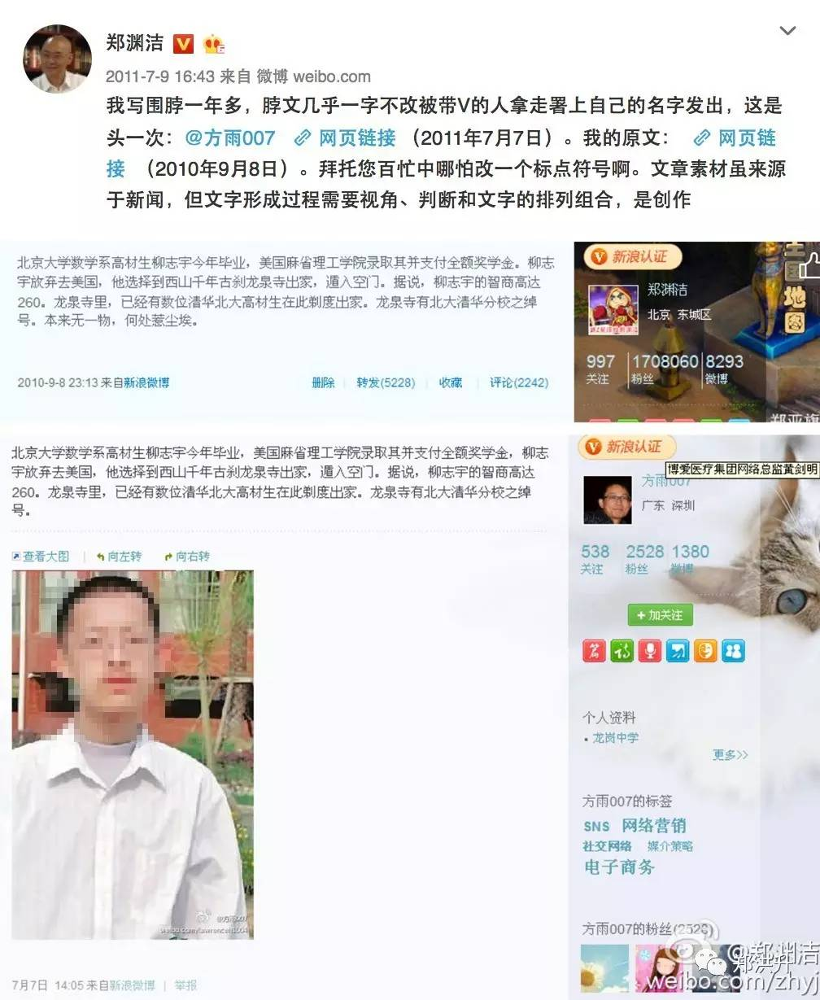 郑渊洁
2011-7-9 16:43 来自 微博 weibo.com
我写围脖一年多，脖文几乎一字不改被带V的人拿走署上自己的名字发出，这是
头一次：@方雨007 网页链接 （2011年7月7日）。我的原文： 网页链
接 （2010年9月8日）。拜托您百忙中哪怕改一个标点符号啊。文章素材虽来源
于新闻，但文字形成过程需要视角、判断和文字的排列组合，是创作
北京大学数学系高材生柳志宇今年毕业，美国麻省理工学院录取其并支付全额奖学金。柳志
宇放弃去美国，他选择到西山千年古刹龙泉寺出家，遁入空门。据说，柳志宇的智商高达
260。龙泉寺里，已经有数位清华北大高材生在此剃度出家。龙泉寺有北大清华分校之绰
号。本来无一物，何处惹尘埃。
2010-9-8 23:13 来自新浪微博
删除 转发(5228) 收藏 评论(2242)
V 新浪认证
郑渊洁
北京 东城区
997 1708060 8293
关注 粉丝 微博
地
图
北京大学数学系高材生柳志宇今年毕业，美国麻省理工学院录取其并支付全额奖学金，柳志
宇放弃去美国，他选择到西山千年古刹龙泉寺出家，遁入空门。据说，柳志宇的智商高达
260。龙泉寺里，已经有数位清华北大高材生在此剃度出家。龙泉寺有北大清华分校之绰
号。
查看大图 | 向左转 向右转
@方雨007
7月7日 14:05 来自新浪微博 | 举报
V 新浪认证
博爱医疗集团网络总监黄剑明
方雨007
广东 深圳
538 2528 1380
关注 粉丝 微博
+ 加关注
个人资料
龙岗中学
更多>>
方雨007的标签
SNS 网络营销
社交网络 媒介策略
电子商务
方雨007的粉丝(2528)
@郑渊洁
郑洪升
weibo.com/zhyj